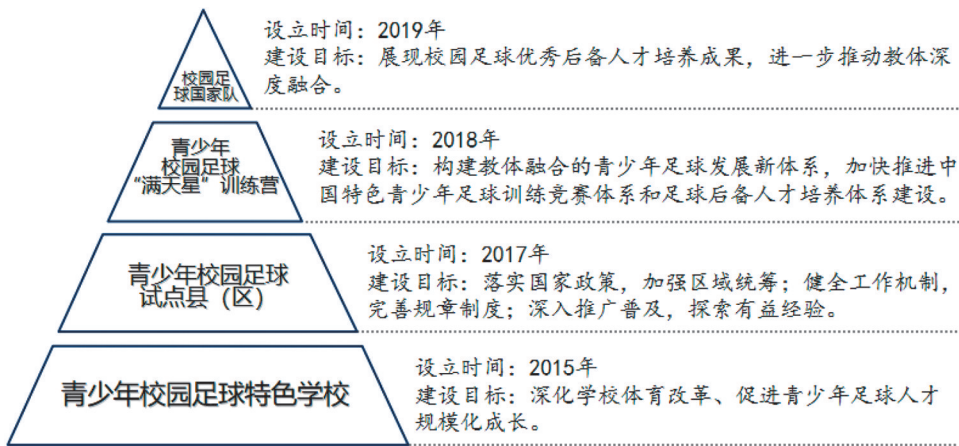 校园足
球国家队
设立时间：2019年
建设目标：展现校园足球优秀后备人才培养成果，进一步推动教体深
度融合。
青少年
校园足球
“满天星”训练营
设立时间：2018年
建设目标：构建教体融合的青少年足球发展新体系，加快推进中
国特色青少年足球训练竞赛体系和足球后备人才培养体系建设。
青少年校园足球
试点县（区）
设立时间：2017年
建设目标：落实国家政策，加强区域统筹；健全工作机制，
完善规章制度；深入推广普及，探索有益经验。
青少年校园足球特色学校
设立时间：2015年
建设目标：深化学校体育改革、促进青少年足球人才
规模化成长。